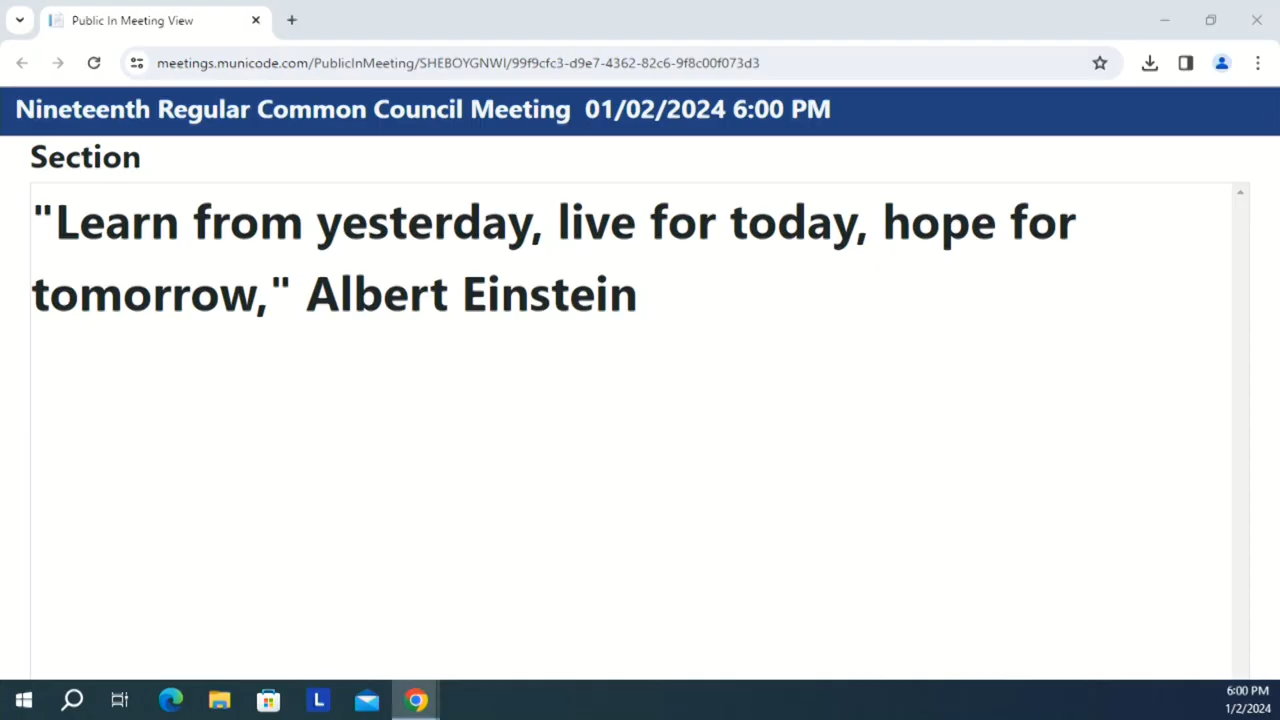 Public In Meeting View
meetings.municode.com/PublicInMeeting/SHEBOYGNWI/99f9cfc3-d9e7-4362-82c6-9f8c00f073d3
Nineteenth Regular Common Council Meeting 01/02/2024 6:00 PM
Section
"Learn from yesterday, live for today, hope for
tomorrow," Albert Einstein
L
6:00 PM
1/2/2024